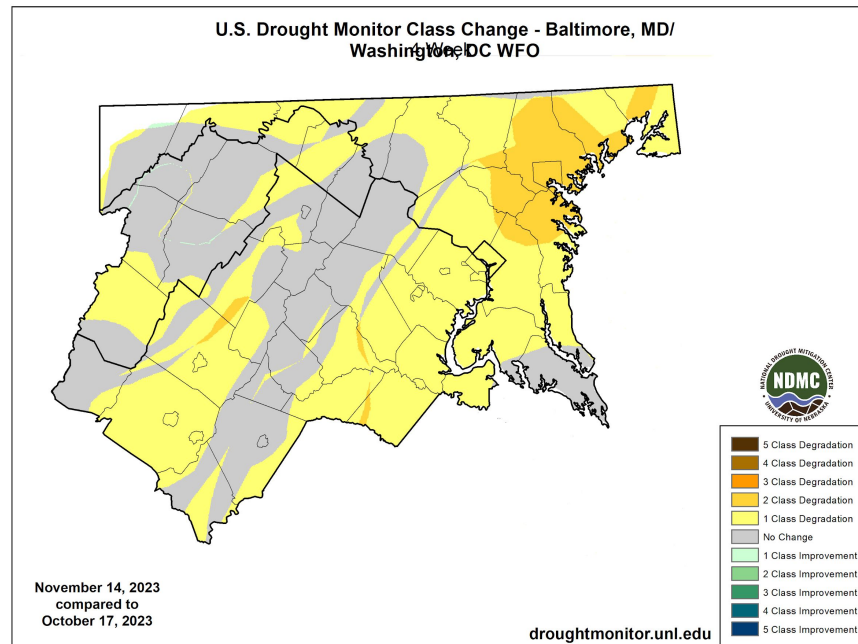 U.S. Drought Monitor Class Change - Baltimore, MD/
Washington, DC WFO
4 Week
NATIONAL DROUGHT MITIGATION CENTER
NDMC
UNIVERSITY OF NEBRASKA
5 Class Degradation
4 Class Degradation
3 Class Degradation
2 Class Degradation
1 Class Degradation
No Change
1 Class Improvement
2 Class Improvement
3 Class Improvement
4 Class Improvement
5 Class Improvement
November 14, 2023
compared to
October 17, 2023
droughtmonitor.unl.edu